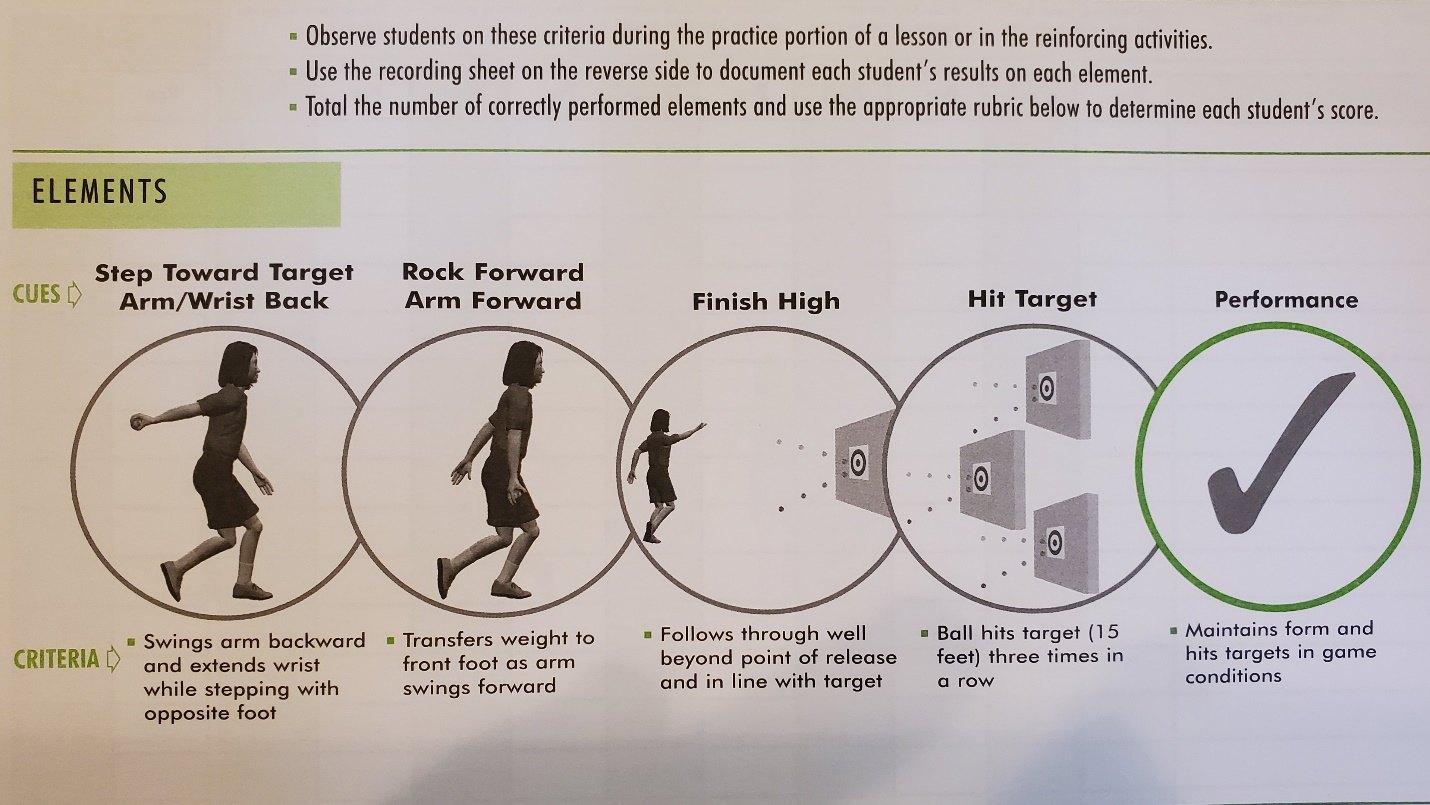 ▪ Observe students on these criteria during the practice portion of a lesson or in the reinforcing activities.
▪ Use the recording sheet on the reverse side to document each student's results on each element.
▪ Total the number of correctly performed elements and use the appropriate rubric below to determine each student's score.
ELEMENTS
CUES
Step Toward Target
Arm/Wrist Back
Rock Forward
Arm Forward
Finish High
Hit Target
Performance
CRITERIA
▪ Swings arm backward
and extends wrist
while stepping with
opposite foot
▪ Transfers weight to
front foot as arm
swings forward
▪ Follows through well
beyond point of release
and in line with target
▪ Ball hits target (15
feet) three times in
a row
▪ Maintains form and
hits targets in game
conditions